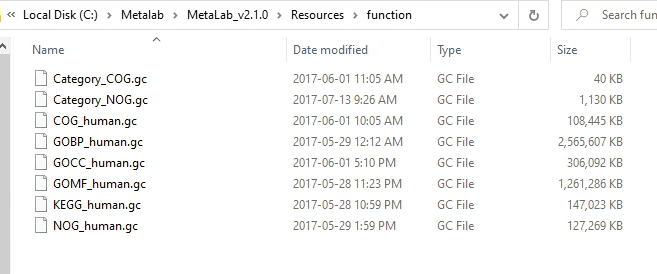 Local Disk (C:) > Metalab > MetaLab_v2.1.0 > Resources > function Search fun
Name Date modified Type Size
Category_COG.gc 2017-06-01 11:05 AM GC File 40 KB
Category_NOG.gc 2017-07-13 9:26 AM GC File 1,130 KB
COG_human.gc 2017-06-01 10:05 AM GC File 108,445 KB
GOBP_human.gc 2017-05-29 12:12 AM GC File 2,565,607 KB
GOCC_human.gc 2017-06-01 5:10 PM GC File 306,092 KB
GOMF_human.gc 2017-05-28 11:23 PM GC File 1,261,286 KB
KEGG_human.gc 2017-05-28 10:59 PM GC File 147,023 KB
NOG_human.gc 2017-05-29 1:59 PM GC File 127,269 KB